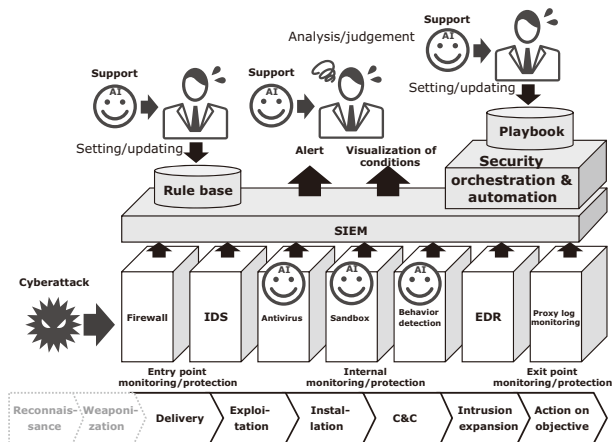 Support
AI
Analysis/judgement
Support
AI
Support
AI
Setting/updating
Setting/updating
Playbook
Alert
Visualization of
conditions
Security
orchestration &
automation
Rule base
SIEM
Cyberattack
Firewall
IDS
AI
Antivirus
AI
Sandbox
AI
Behavior
detection
EDR
Proxy log
monitoring
Entry point
monitoring/protection
Internal
monitoring/protection
Exit point
monitoring/protection
Reconnais-
sance
Weaponi-
zation
Delivery
Exploi-
tation
Instal-
lation
C&C
Intrusion
expansion
Action on
objective